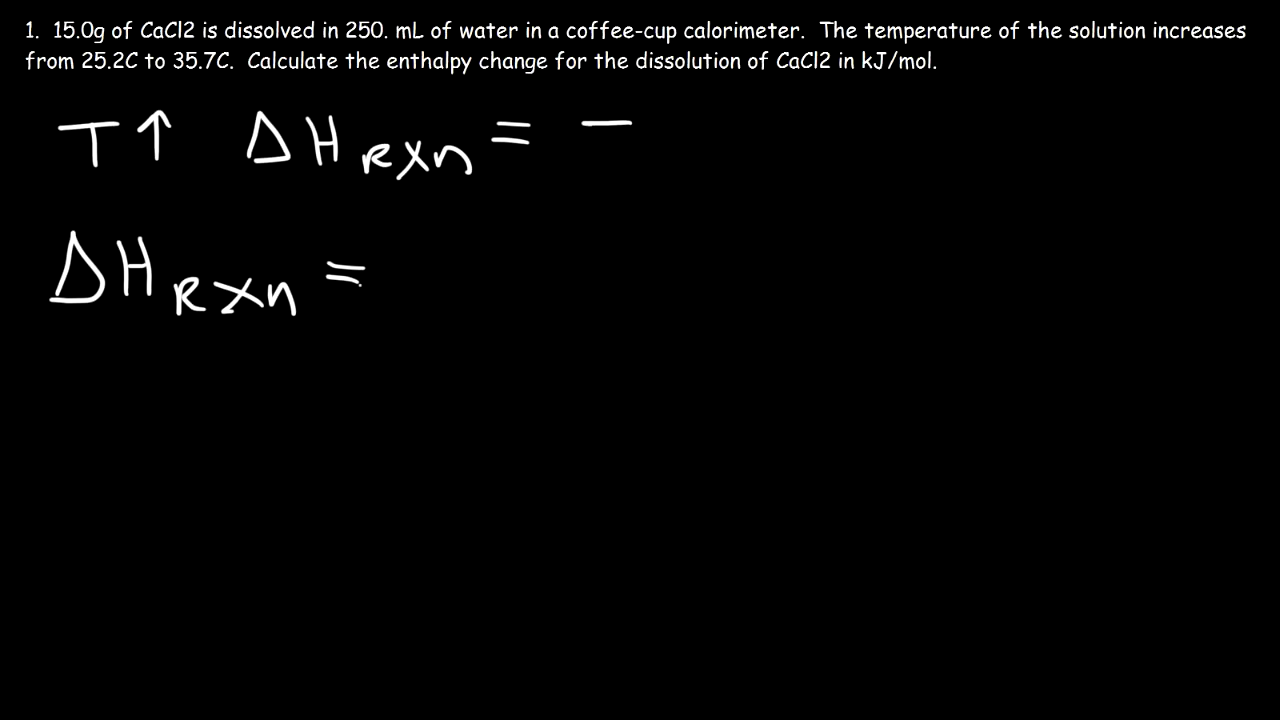 1. 15.0g of CaCl2 is dissolved in 250. mL of water in a coffee-cup calorimeter. The temperature of the solution increases
from 25.2C to 35.7C. Calculate the enthalpy change for the dissolution of CaCl2 in kJ/mol.
T↑ ΔHRxn = −
ΔHRxn =